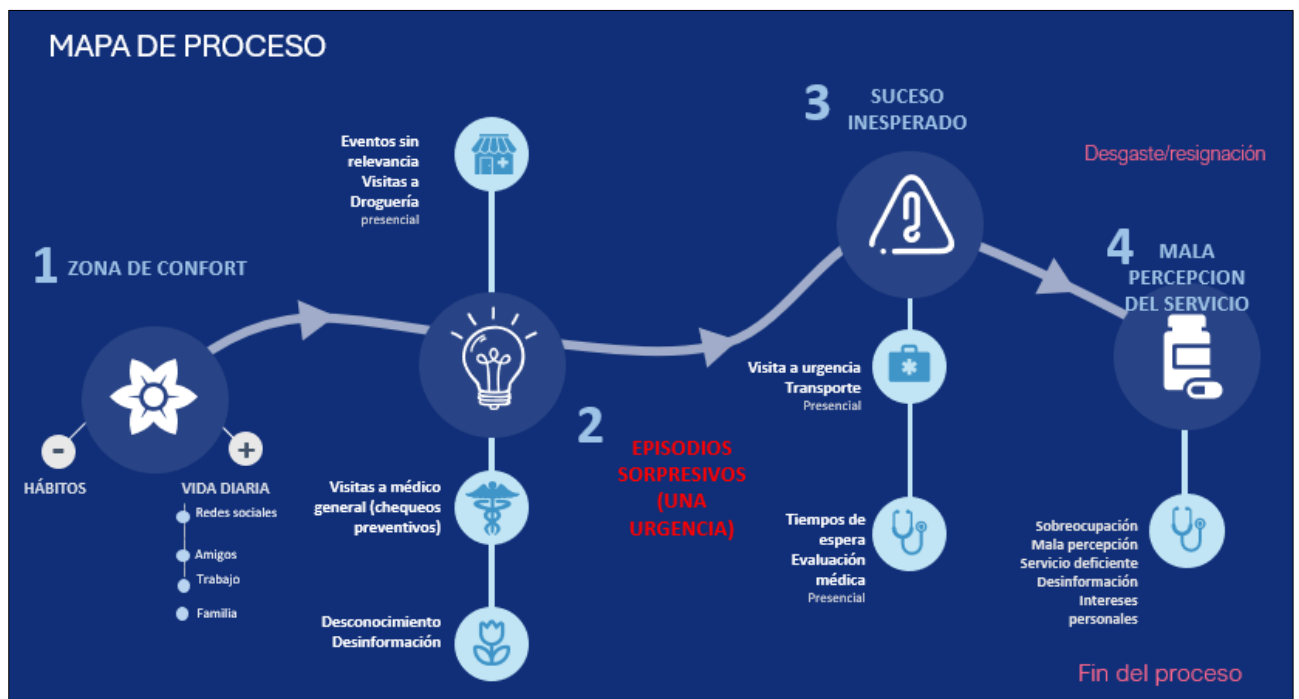 MAPA DE PROCESO
1 ZONA DE CONFORT
-
+
HÁBITOS
VIDA DIARIA
Redes sociales
Amigos
Trabajo
Familia
Eventos sin
relevancia
Visitas a
Droguería
presencial
Visitas a médico
general (chequeos
preventivos)
Desconocimiento
Desinformación
2
EPISODIOS
SORPRESIVOS
(UNA
URGENCIA)
3 SUCESO
INESPERADO
Visita a urgencia
Transporte
Presencial
Tiempos de
espera
Evaluación
médica
Presencial
Desgaste/resignación
4 MALA
PERCEPCION
DEL SERVICIO
Sobreocupación
Mala percepción
Servicio deficiente
Desinformación
Intereses
personales
Fin del proceso